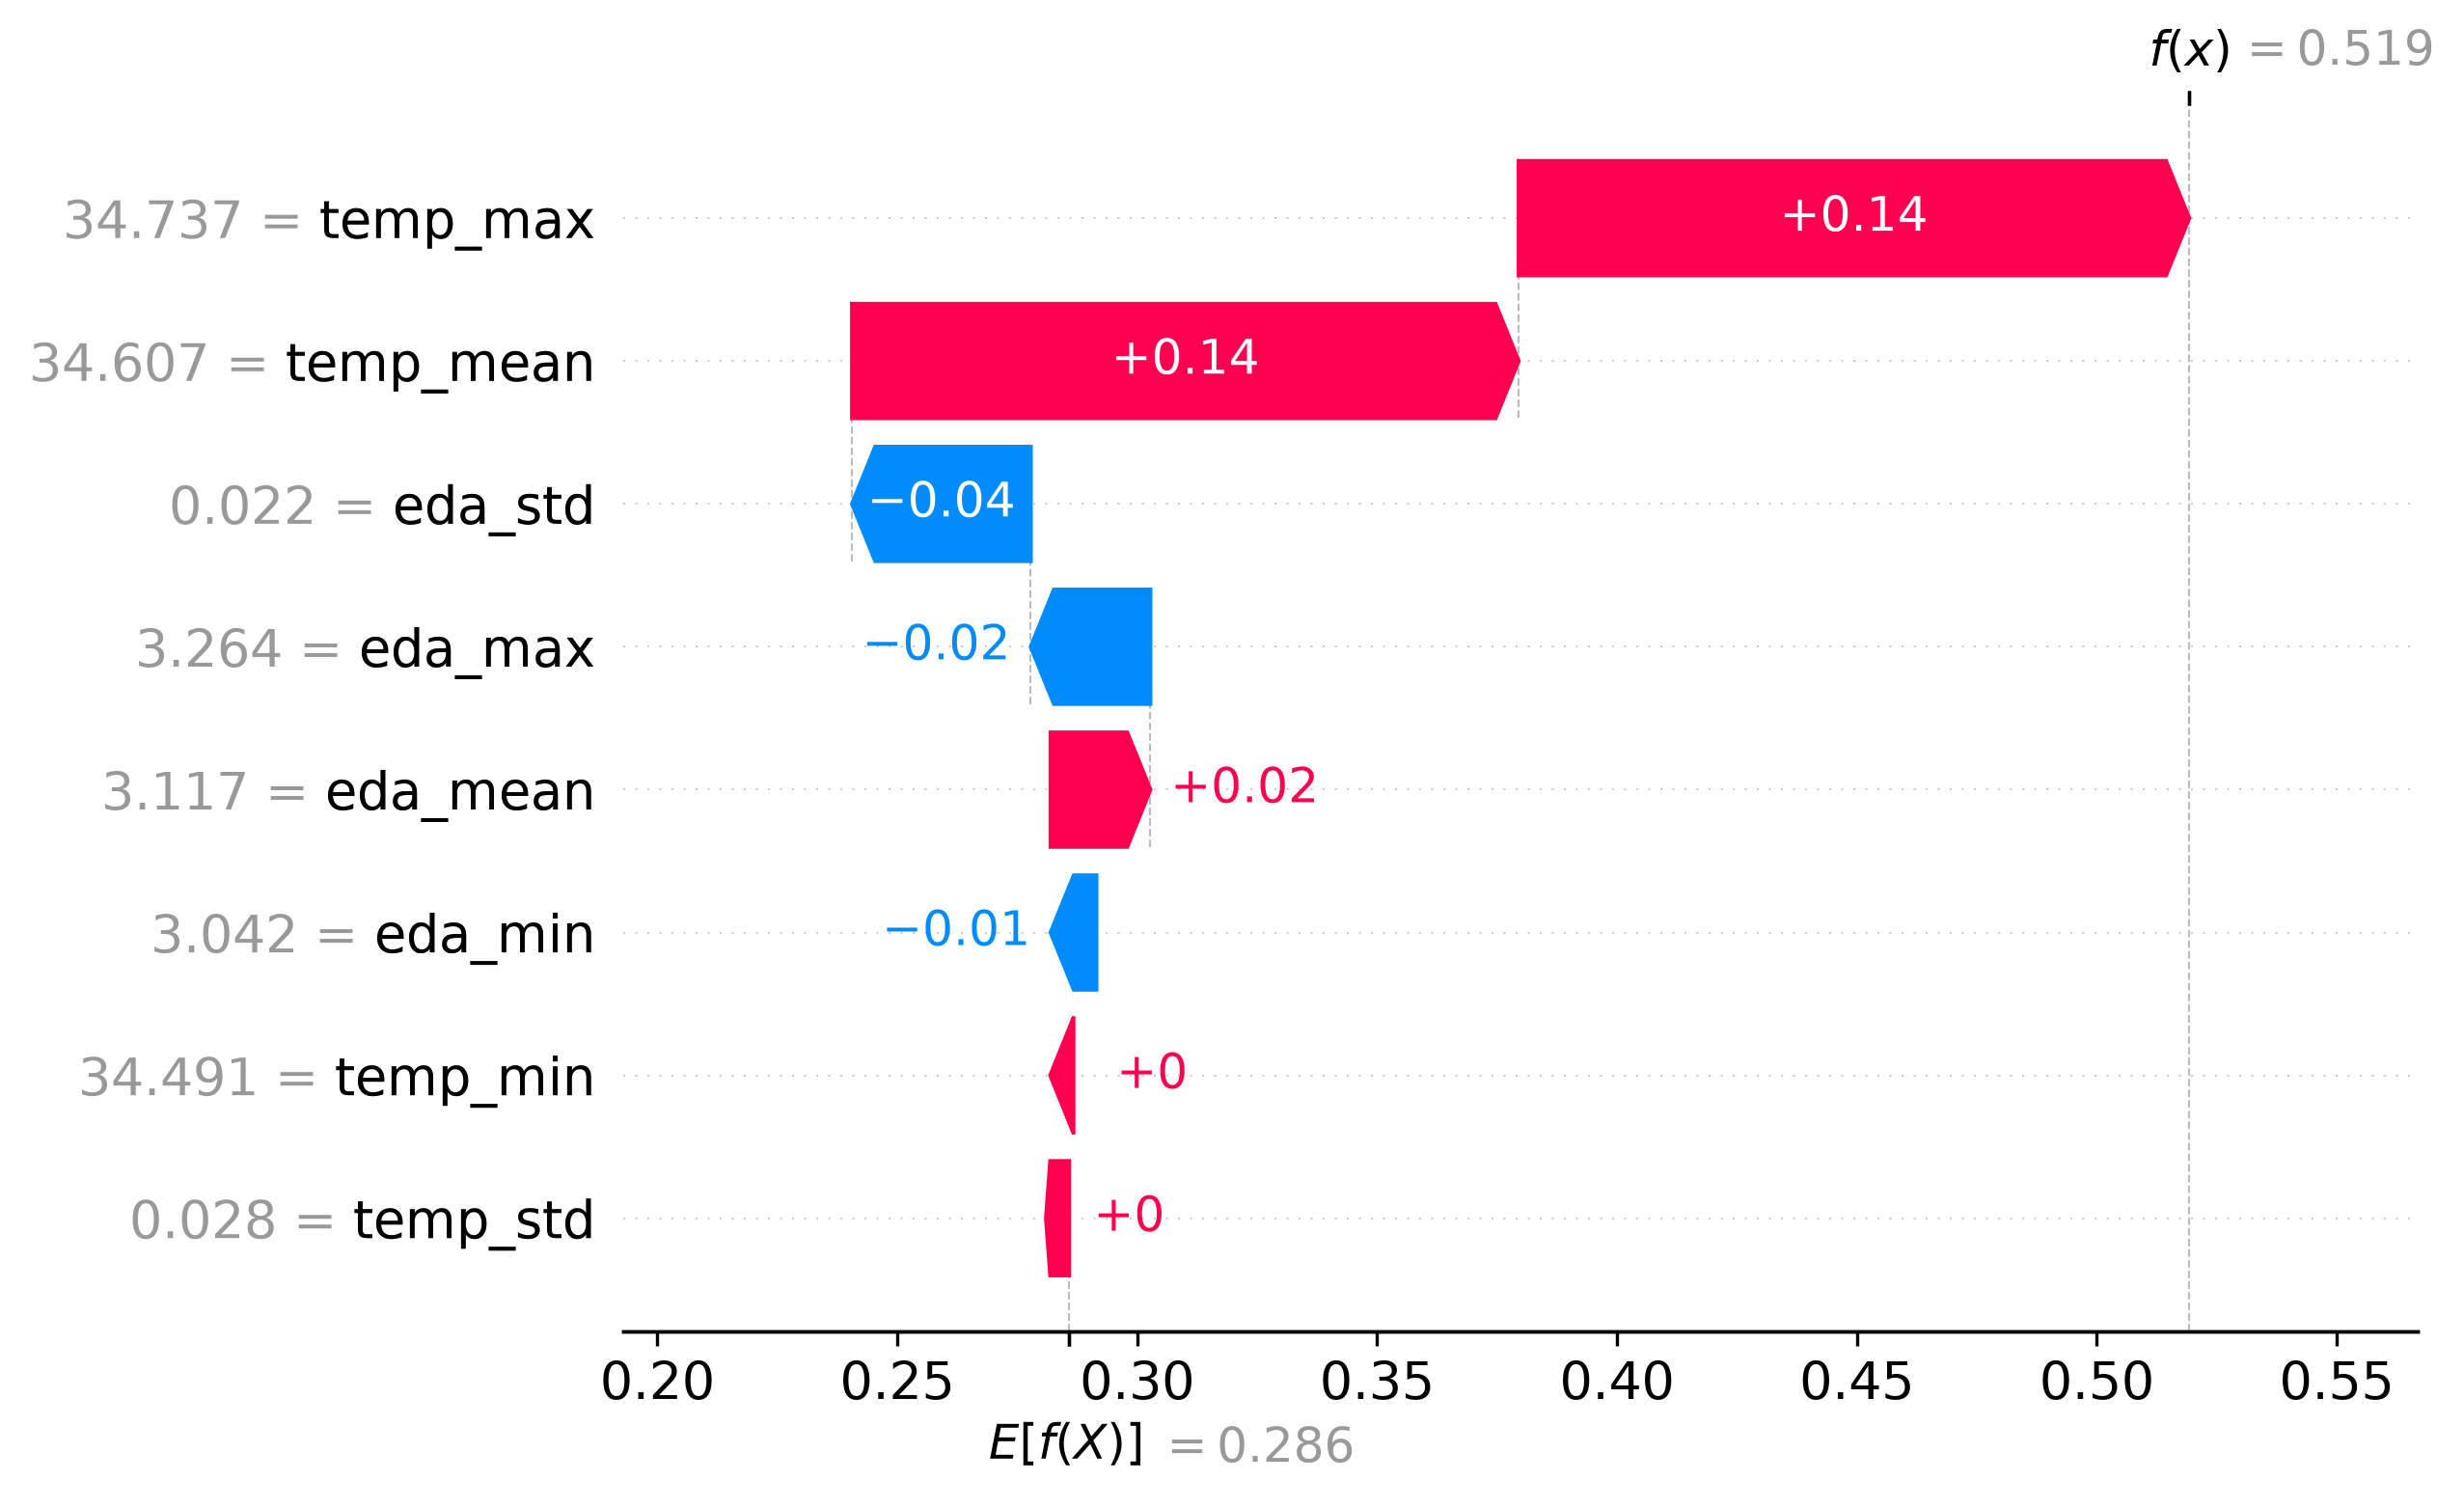 f(x) = 0.519
34.737 = temp_max
+0.14
34.607 = temp_mean
+0.14
0.022 = eda_std
−0.04
3.264 = eda_max
−0.02
3.117 = eda_mean
+0.02
3.042 = eda_min
−0.01
34.491 = temp_min
+0
0.028 = temp_std
+0
0.20 0.25 0.30 0.35 0.40 0.45 0.50 0.55
E[f(X)] = 0.286